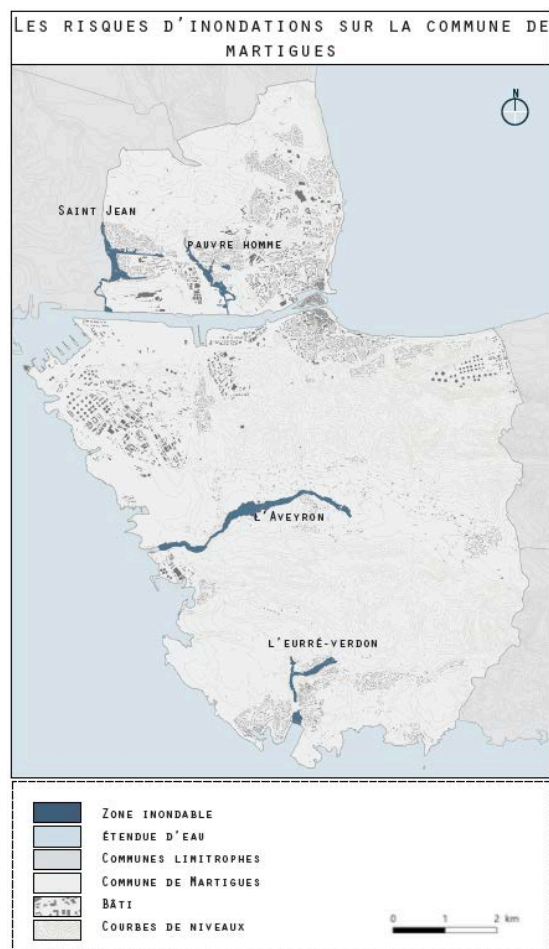 Les risques d'inondations sur la commune de
Martigues
N
Saint Jean
pauvre homme
l'Aveyron
l'eurré-verdon
Zone inondable
étendue d'eau
Communes limitrophes
Commune de Martigues
Bâti
Courbes de niveaux
0 1 2 km